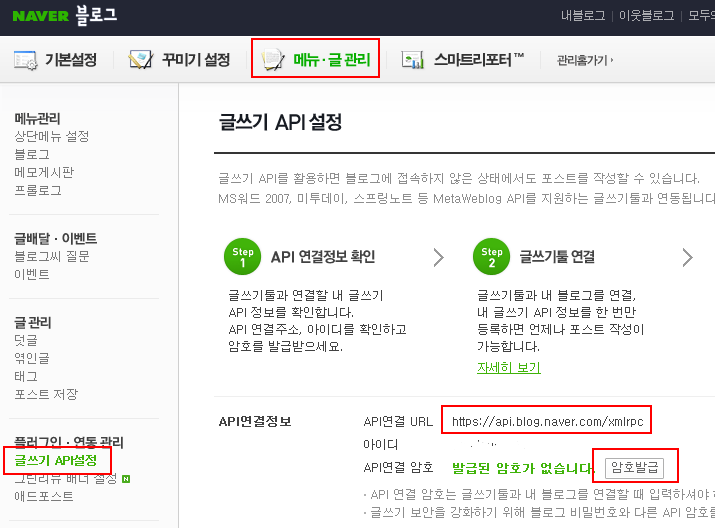 NAVER 블로그
내블로그 | 이웃블로그 | 모두의
기본설정
꾸미기 설정
메뉴 · 글 관리
스마트리포터™
관리홈가기 ›
메뉴관리
상단메뉴 설정
블로그
메모게시판
프롤로그
글배달 · 이벤트
블로그씨 질문
이벤트
글 관리
덧글
엮인글
태그
포스트 저장
플러그인 · 연동 관리
글쓰기 API설정
그린리뷰 배너 설정 N
애드포스트
글쓰기 API 설정
글쓰기 API를 활용하면 블로그에 접속하지 않은 상태에서도 포스트를 작성할 수 있습니다.
MS워드 2007, 미투데이, 스프링노트 등 MetaWeblog API를 지원하는 글쓰기툴과 연동됩니다
Step 1
API 연결정보 확인
글쓰기툴과 연결할 내 글쓰기
API 정보를 확인합니다.
API 연결주소, 아이디를 확인하고
암호를 발급받으세요.
Step 2
글쓰기툴 연결
글쓰기툴과 내 블로그를 연결,
내 글쓰기 API 정보를 한 번만
등록하면 언제나 포스트 작성이
가능합니다.
자세히 보기
API연결정보
API연결 URL https://api.blog.naver.com/xmlrpc
아이디
API연결 암호 발급된 암호가 없습니다. 암호발급
· API 연결 암호는 글쓰기툴과 내 블로그를 연결할 때 입력하셔야
· 글쓰기 보안을 강화하기 위해 블로그 비밀번호와 다른 API 암호를